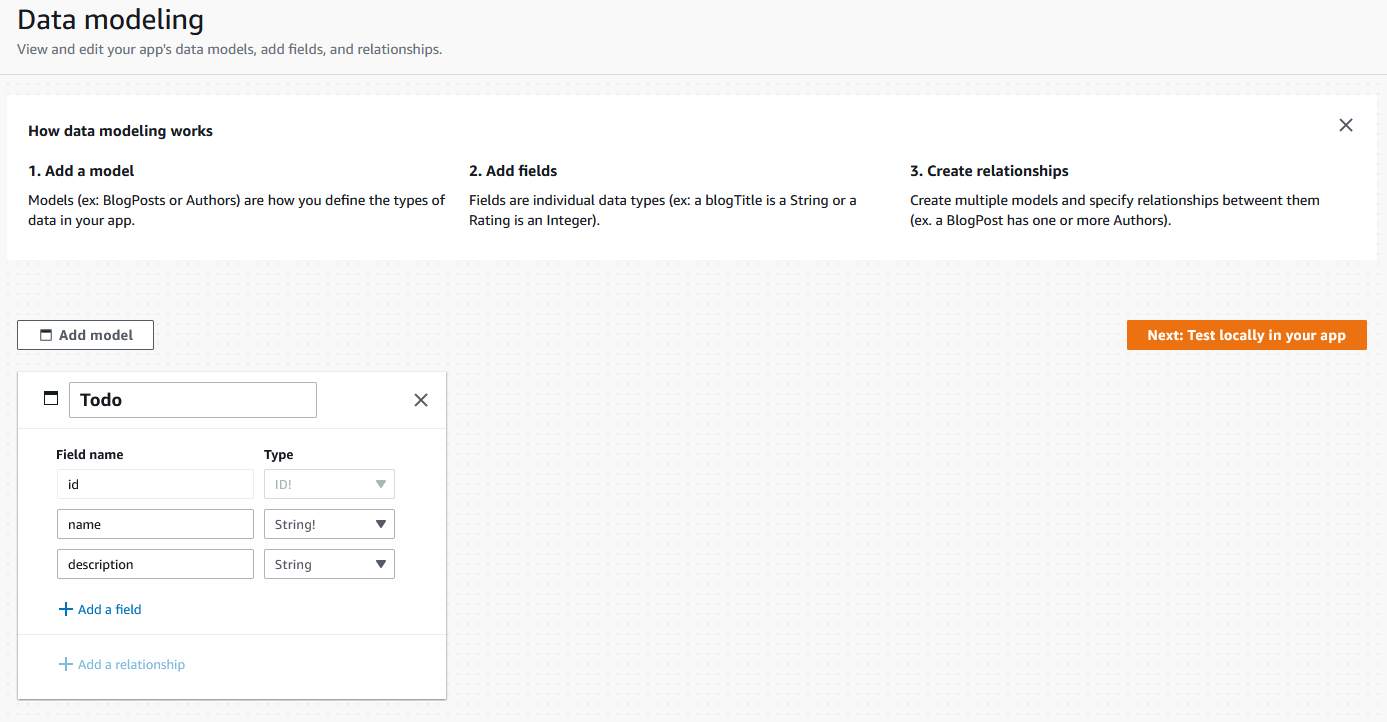 Data modeling
View and edit your app's data models, add fields, and relationships.
How data modeling works
1. Add a model
Models (ex: BlogPosts or Authors) are how you define the types of
data in your app.
2. Add fields
Fields are individual data types (ex: a blogTitle is a String or a
Rating is an Integer).
3. Create relationships
Create multiple models and specify relationships betweent them
(ex. a BlogPost has one or more Authors).
Add model
Next: Test locally in your app
Todo
Field name Type
id ID!
name String!
description String
Add a field
Add a relationship